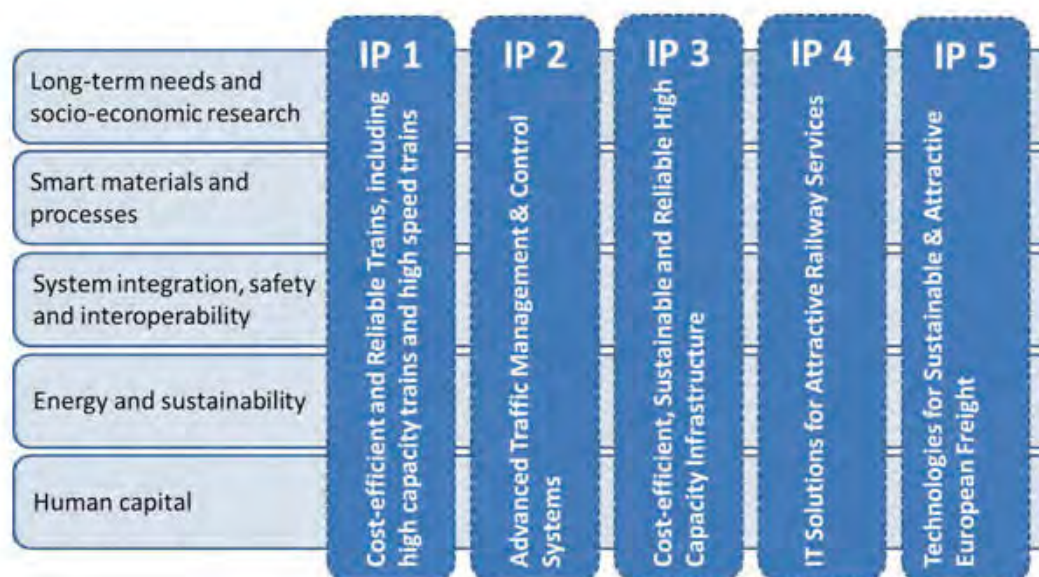 IP 1
IP 2
IP 3
IP 4
IP 5
Long-term needs and
socio-economic research
Smart materials and
processes
System integration, safety
and interoperability
Energy and sustainability
Human capital
Cost-efficient and Reliable Trains, including
high capacity trains and high speed trains
Advanced Traffic Management & Control
Systems
Cost-efficient, Sustainable and Reliable High
Capacity Infrastructure
IT Solutions for Attractive Railway Services
Technologies for Sustainable & Attractive
European Freight